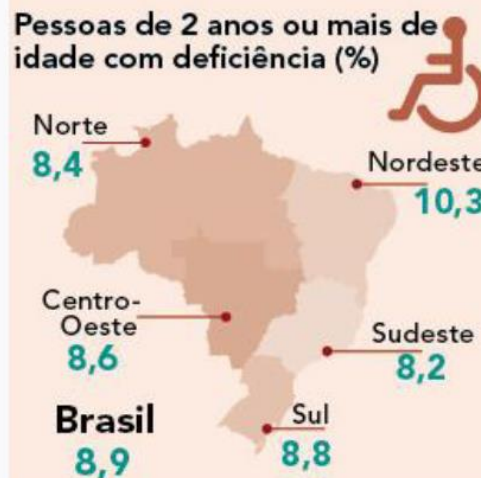 Pessoas de 2 anos ou mais de
idade com deficiência (%)
Norte
8,4
Nordeste
10,3
Centro-
Oeste
8,6
Sudeste
8,2
Brasil
8,9
Sul
8,8